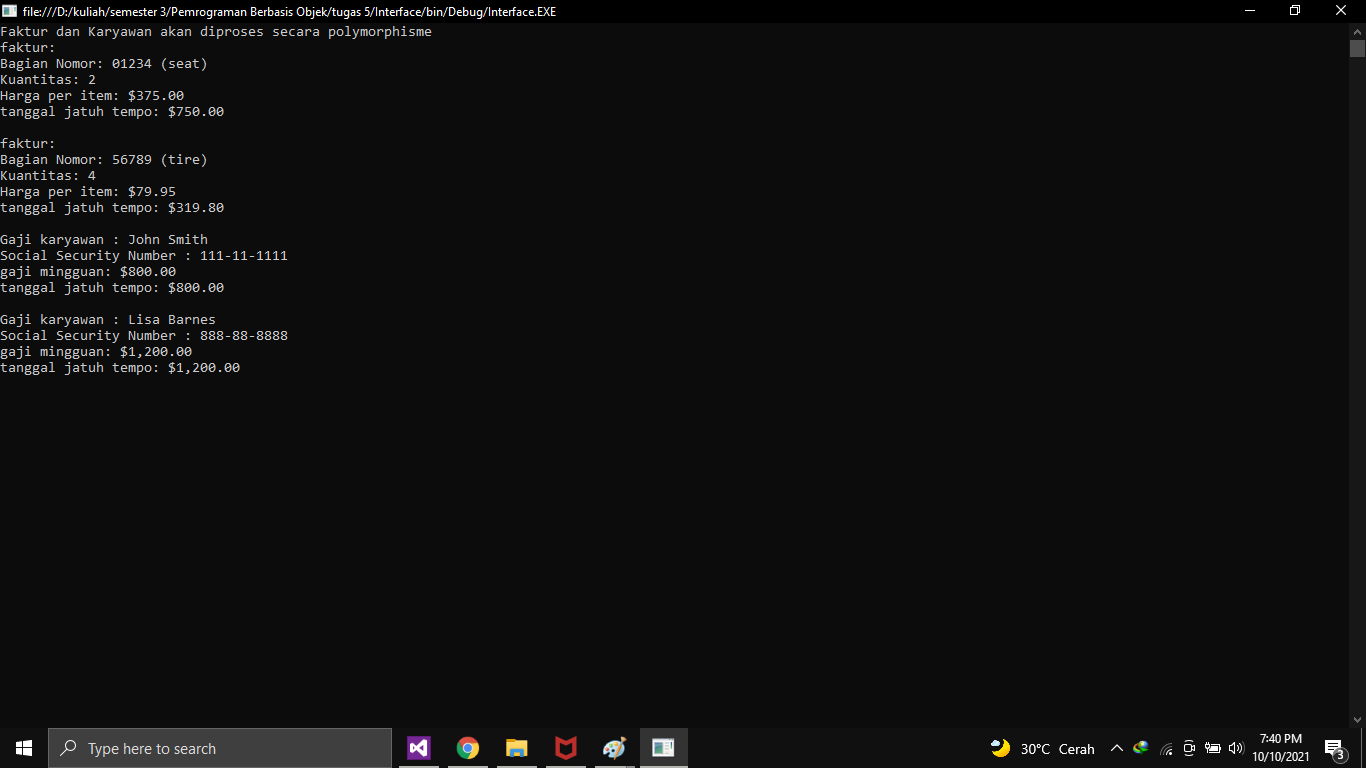 file:///D:/kuliah/semester 3/Pemrograman Berbasis Objek/tugas 5/Interface/bin/Debug/Interface.EXE
Faktur dan Karyawan akan diproses secara polymorphisme
faktur:
Bagian Nomor: 01234 (seat)
Kuantitas: 2
Harga per item: $375.00
tanggal jatuh tempo: $750.00
faktur:
Bagian Nomor: 56789 (tire)
Kuantitas: 4
Harga per item: $79.95
tanggal jatuh tempo: $319.80
Gaji karyawan : John Smith
Social Security Number : 111-11-1111
gaji mingguan: $800.00
tanggal jatuh tempo: $800.00
Gaji karyawan : Lisa Barnes
Social Security Number : 888-88-8888
gaji mingguan: $1,200.00
tanggal jatuh tempo: $1,200.00
Type here to search
30°C Cerah
7:40 PM
10/10/2021
3